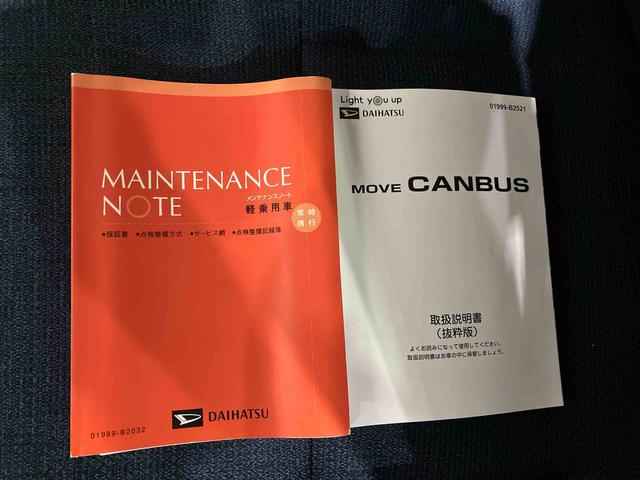 MAINTENANCE
NOTE
メンテナンスノート
軽乗用車
常時
携行
★保証書 ★点検整備方式 ★サービス網 ★点検整備記録簿
DAIHATSU
01989-B2032
Light you up
DAIHATSU
01999-B2521
MOVE CANBUS
取扱説明書
(抜粋版)
よくお読みになって使用してください。
取扱説明書はお車の中に保管しましょう。